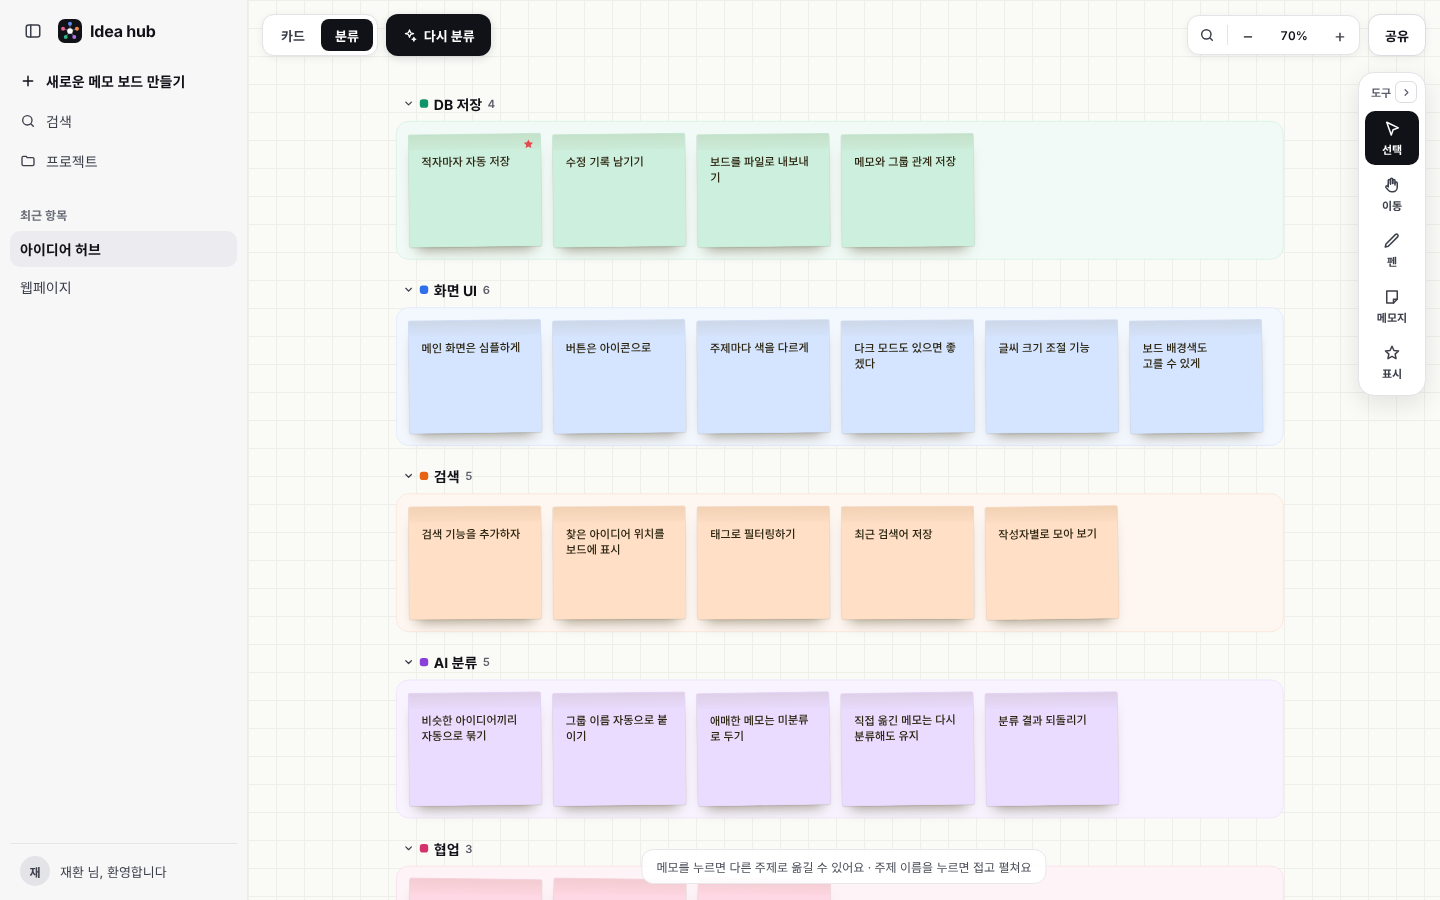 Idea hub
새로운 메모 보드 만들기
검색
프로젝트
최근 항목
아이디어 허브
웹페이지
재
재환 님, 환영합니다
카드
분류
다시 분류
70%
공유
도구
선택
이동
펜
메모지
표시
DB 저장 4
적자마자 자동 저장
수정 기록 남기기
보드를 파일로 내보내
기
메모와 그룹 관계 저장
화면 UI 6
메인 화면은 심플하게
버튼은 아이콘으로
주제마다 색을 다르게
다크 모드도 있으면 좋
겠다
글씨 크기 조절 기능
보드 배경색도
고를 수 있게
검색 5
검색 기능을 추가하자
찾은 아이디어 위치를
보드에 표시
태그로 필터링하기
최근 검색어 저장
작성자별로 모아 보기
AI 분류 5
비슷한 아이디어끼리
자동으로 묶기
그룹 이름 자동으로 붙
이기
애매한 메모는 미분류
로 두기
직접 옮긴 메모는 다시
분류해도 유지
분류 결과 되돌리기
협업 3
메모를 누르면 다른 주제로 옮길 수 있어요 · 주제 이름을 누르면 접고 펼쳐요